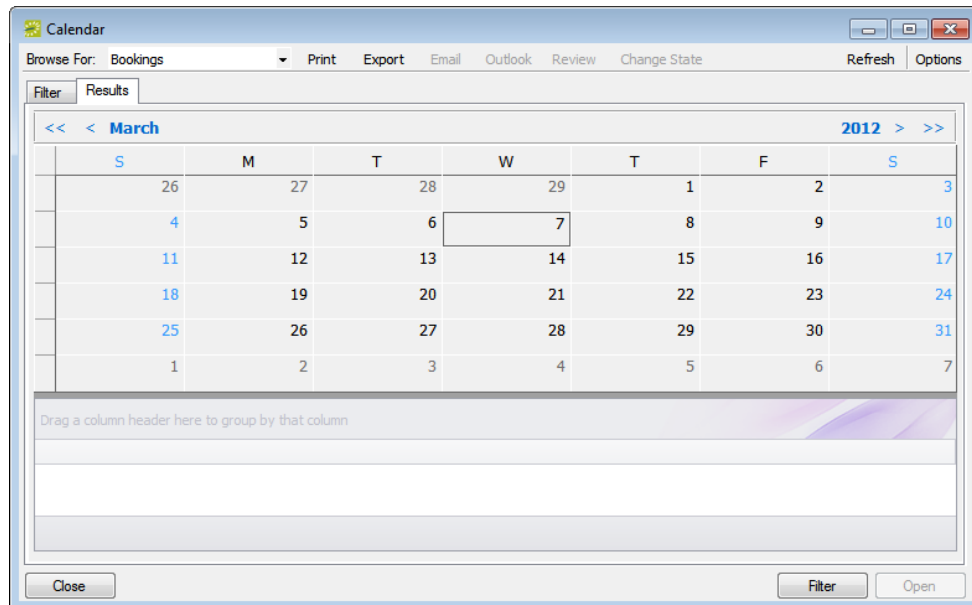 Calendar
Browse For: Bookings Print Export Email Outlook Review Change State Refresh Options
Filter Results
<< < March 2012 > >>
S M T W T F S
26 27 28 29 1 2 3
4 5 6 7 8 9 10
11 12 13 14 15 16 17
18 19 20 21 22 23 24
25 26 27 28 29 30 31
1 2 3 4 5 6 7
Drag a column header here to group by that column
Close Filter Open